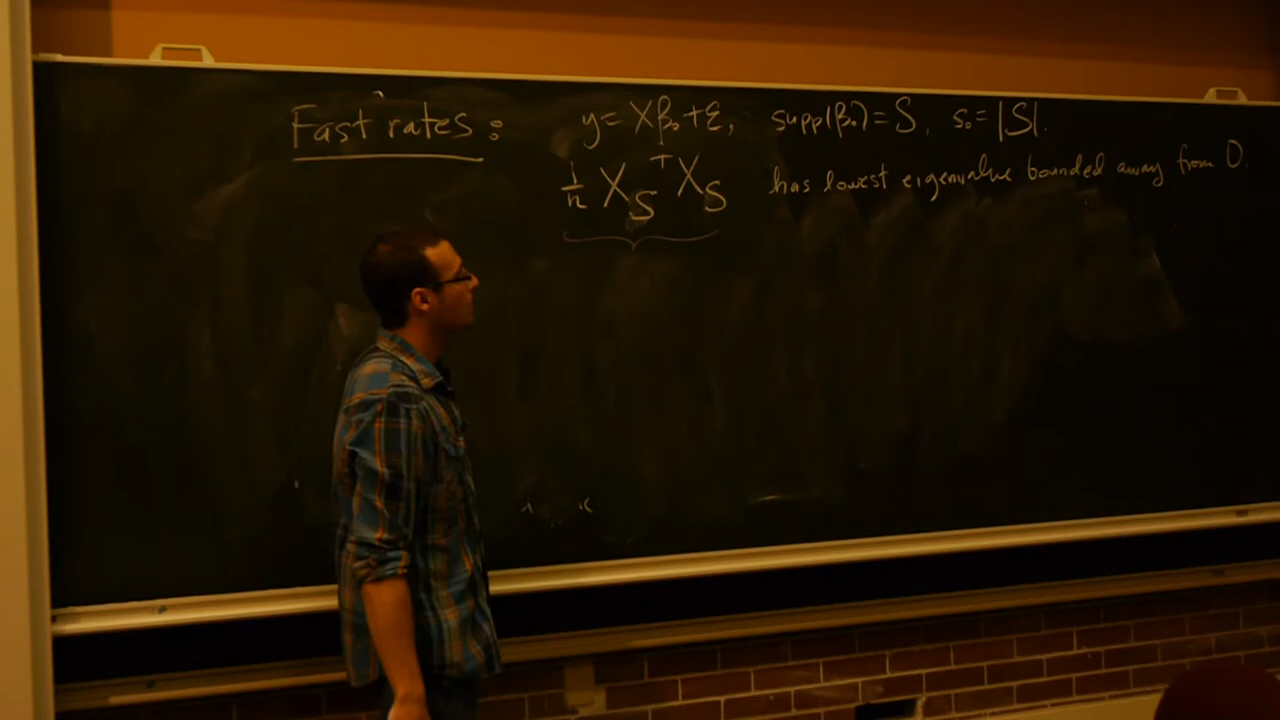 Fast rates: y = Xβ₀ + ε, supp(β₀) = S, s₀ = |S|.
1/n X_S^T X_S has lowest eigenvalue bounded away from 0.